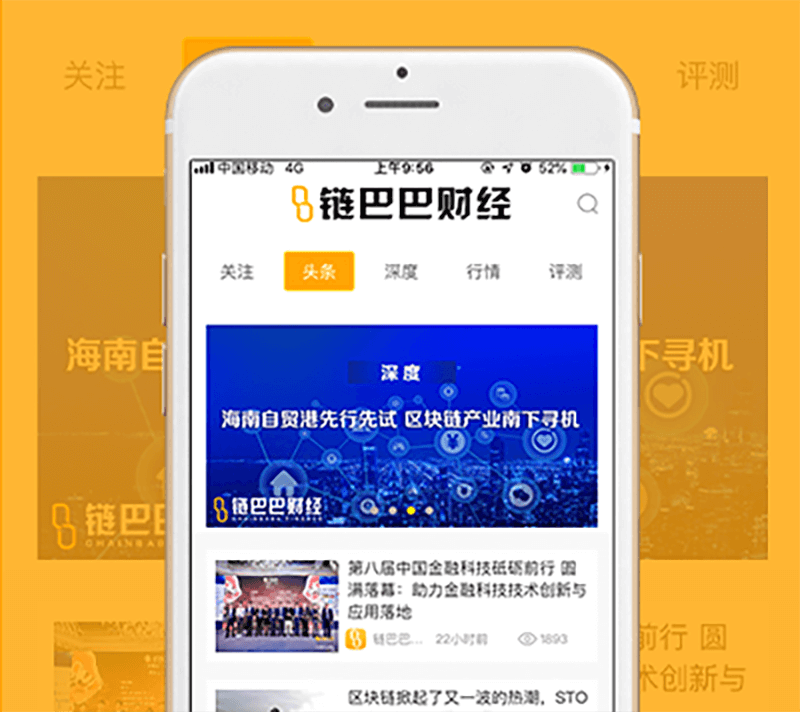 关注
评测
中国移动 4G 上午9:56 52%
链巴巴财经
关注 头条 深度 行情 评测
深度
海南自贸港先行先试 区块链产业南下寻机
链巴巴财经
第八届中国金融科技砥砺前行 圆
满落幕：助力金融科技技术创新与
应用落地
链巴巴... 22小时前 1893
区块链掀起了又一波的热潮，STO
海南自
下寻机
链巴巴
CHAINBAB
前行 圆
术创新与